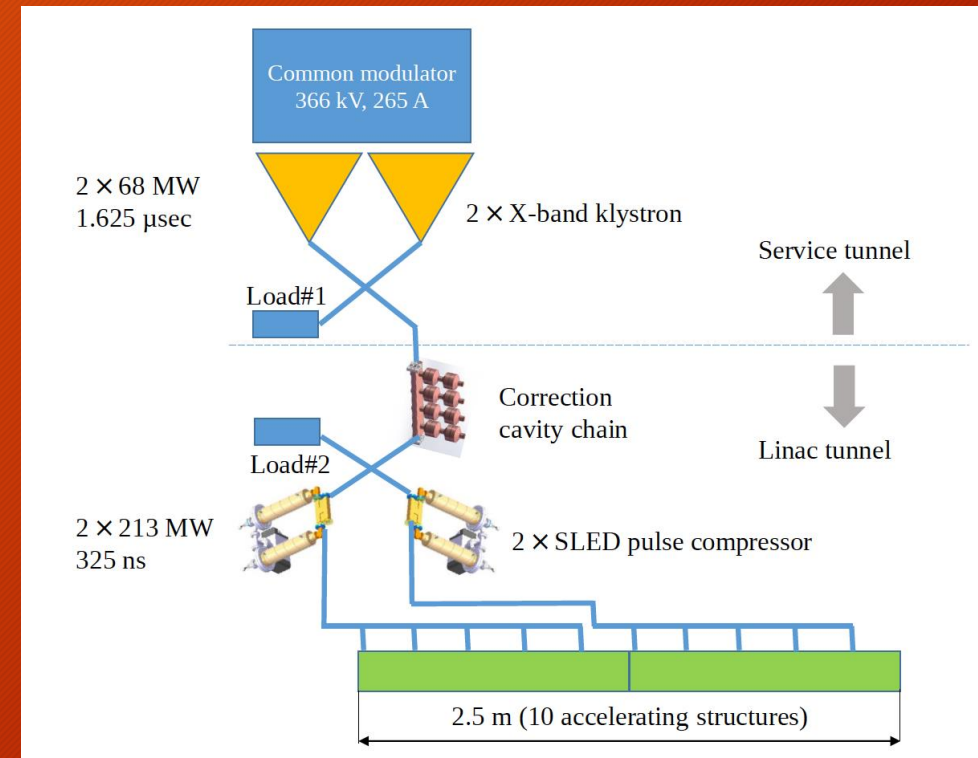 Common modulator
366 kV, 265 A
2 × 68 MW
1.625 µsec
2 × X-band klystron
Service tunnel
Load#1
Correction
cavity chain
Linac tunnel
Load#2
2 × 213 MW
325 ns
2 × SLED pulse compressor
2.5 m (10 accelerating structures)